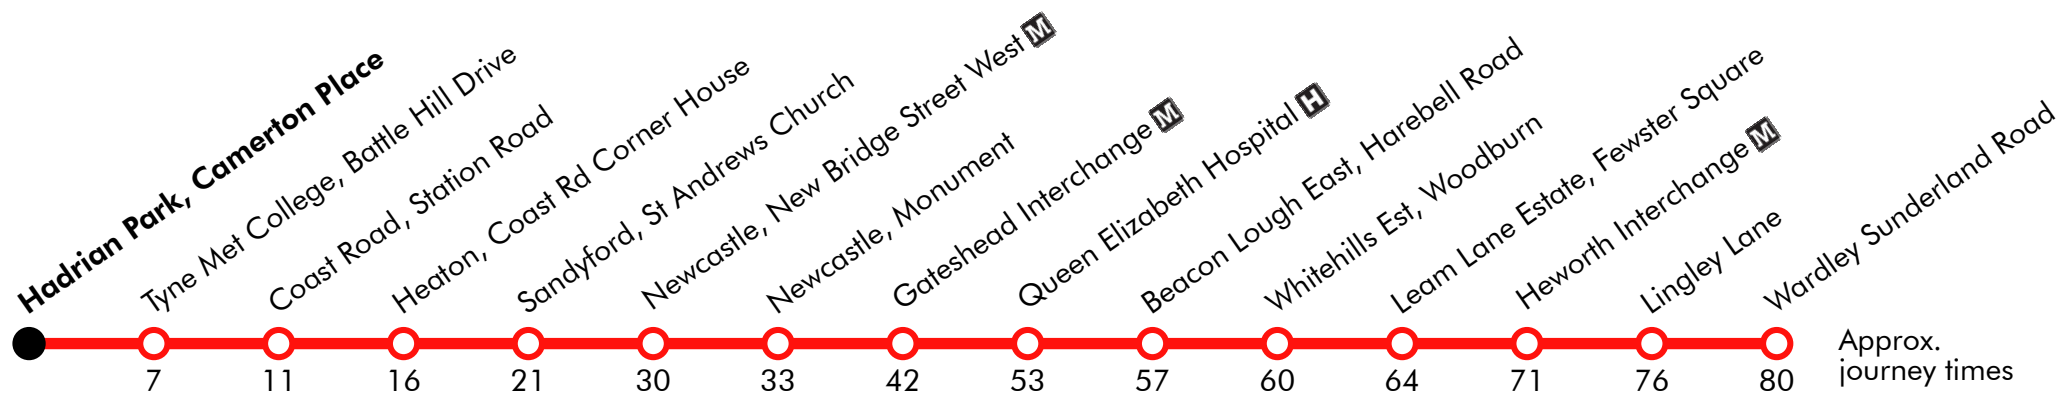 Hadrian Park, Camerton Place
Tyne Met College, Battle Hill Drive
Coast Road, Station Road
Heaton, Coast Rd Corner House
Sandyford, St Andrews Church
Newcastle, New Bridge Street West M
Newcastle, Monument
Gateshead Interchange M
Queen Elizabeth Hospital H
Beacon Lough East, Harebell Road
Whitehills Est, Woodburn
Leam Lane Estate, Fewster Square
Heworth Interchange M
Lingley Lane
Wardley Sunderland Road
7 11 16 21 30 33 42 53 57 60 64 71 76 80
Approx.
journey times